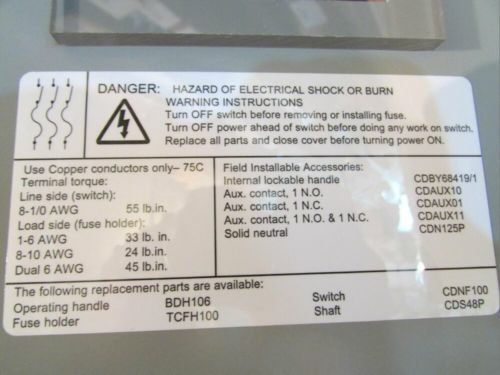 DANGER: HAZARD OF ELECTRICAL SHOCK OR BURN
WARNING INSTRUCTIONS
Turn OFF switch before removing or installing fuse.
Turn OFF power ahead of switch before doing any work on switch.
Replace all parts and close cover before turning power ON.
Use Copper conductors only– 75C
Terminal torque:
Line side (switch):
8-1/0 AWG 55 lb.in.
Load side (fuse holder):
1-6 AWG 33 lb.in.
8-10 AWG 24 lb.in.
Dual 6 AWG 45 lb.in.
Field Installable Accessories:
Internal lockable handle CDBY68419/1
Aux. contact, 1 N.O. CDAUX10
Aux. contact, 1 N.C. CDAUX01
Aux. contact, 1 N.O. & 1 N.C. CDAUX11
Solid neutral CDN125P
The following replacement parts are available:
Operating handle BDH106 Switch CDNF100
Fuse holder TCFH100 Shaft CDS48P